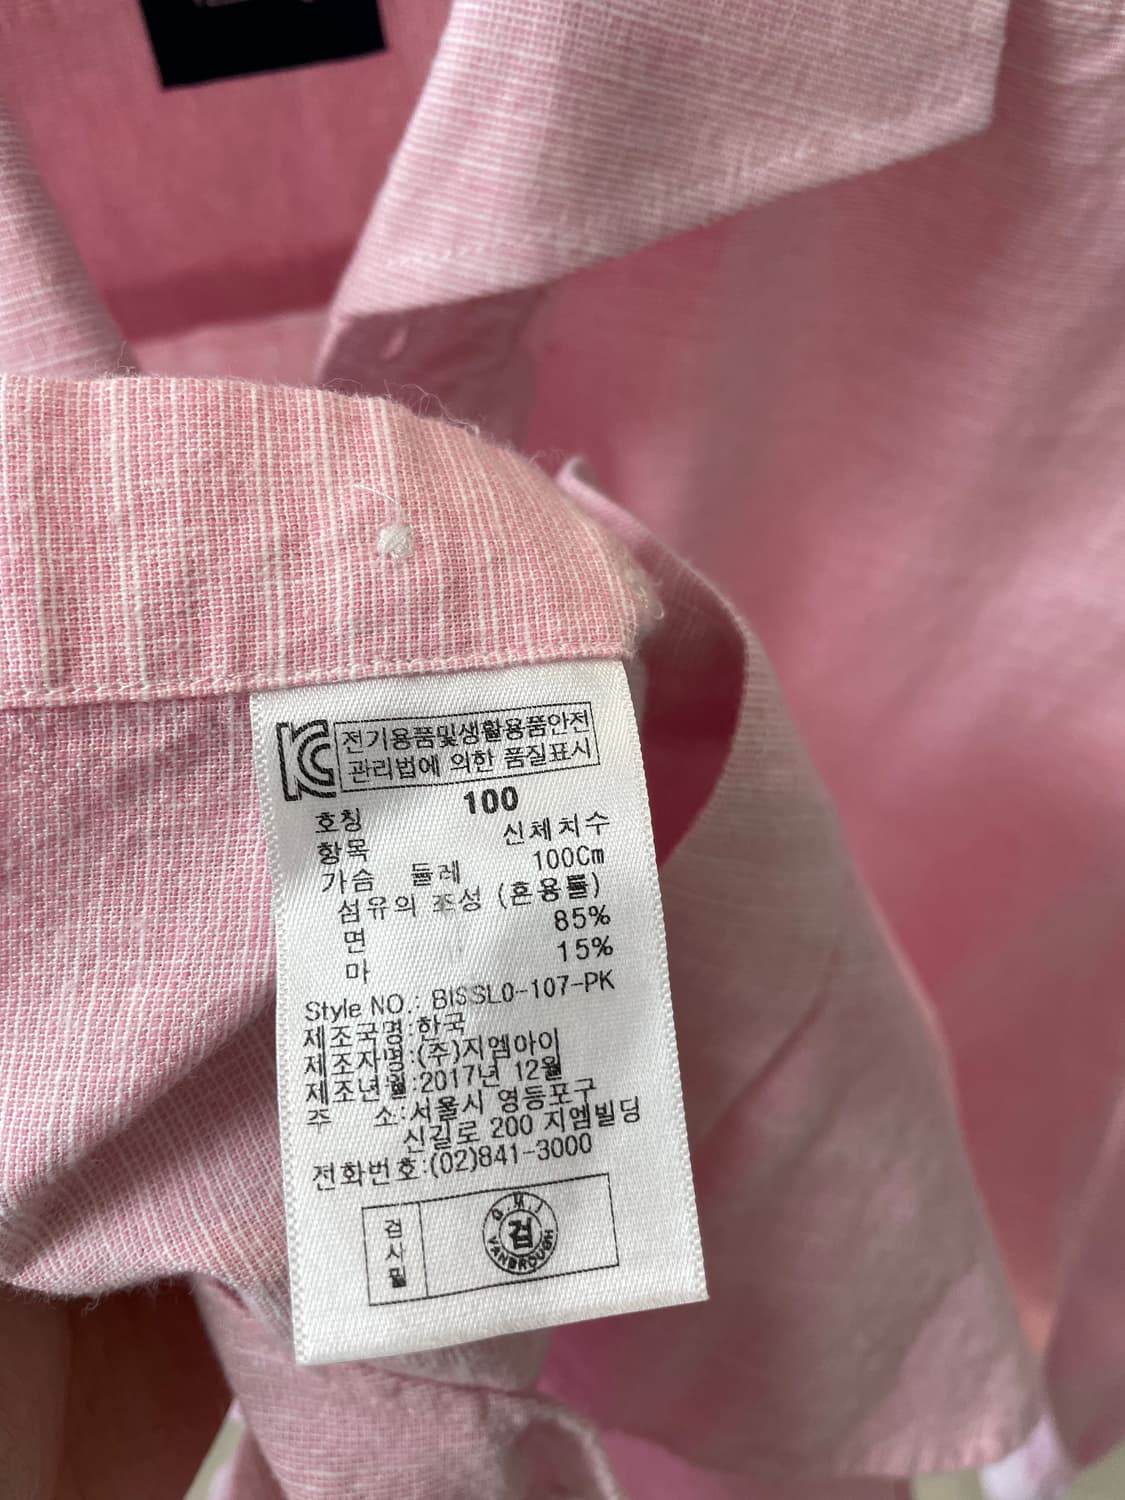 KC 전기용품및생활용품안전
관리법에 의한 품질표시
호칭 100
항목 신체치수
가슴 둘레 100Cm
섬유의 조성 (혼용률)
면 85%
마 15%
Style NO.: BISSL0-107-PK
제조국명:한국
제조자명:(주)지엠아이
제조년월:2017년 12월
주 소:서울시 영등포구
신길로 200 지엠빌딩
전화번호:(02)841-3000
검사필
G.M.I
검
VANBROUGH